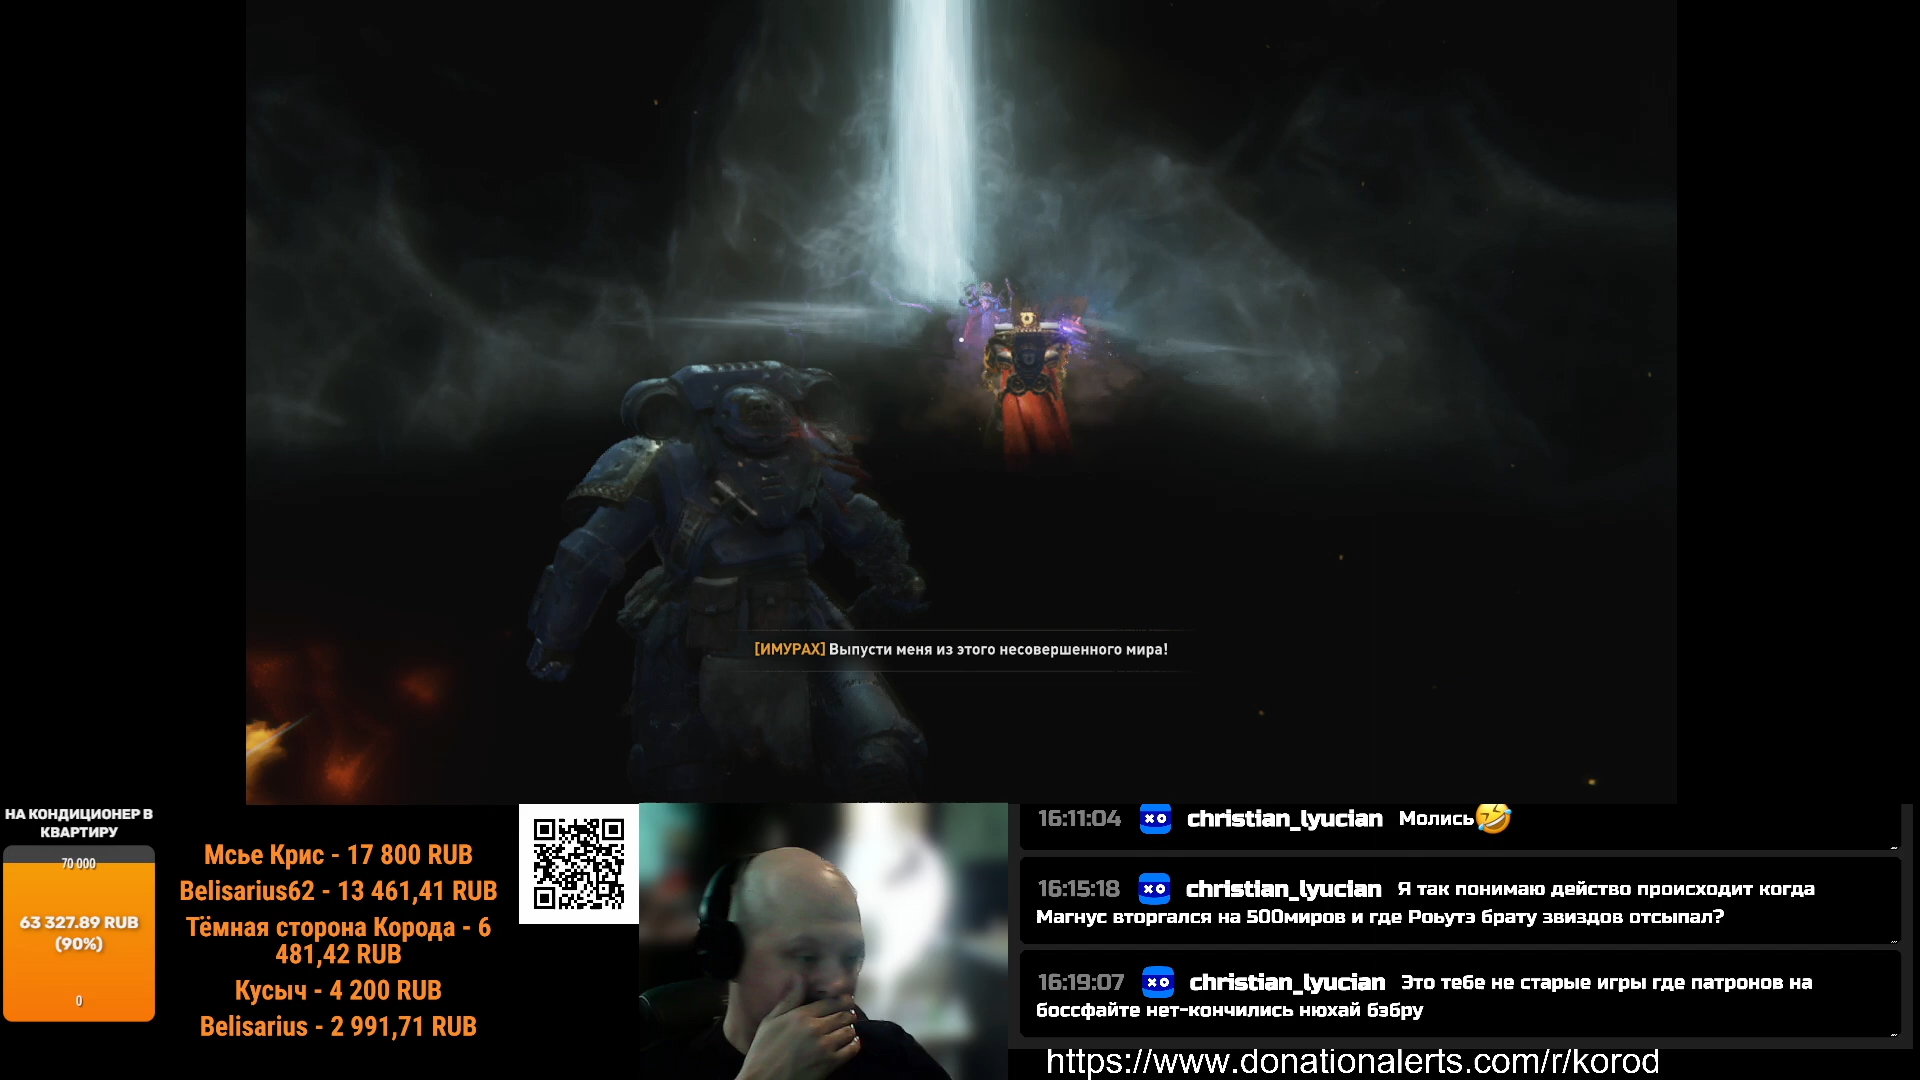 [ИМУРАХ] Выпусти меня из этого несовершенного мира!
НА КОНДИЦИОНЕР В
КВАРТИРУ
70 000
63 327.89 RUB
(90%)
0
Мсье Крис - 17 800 RUB
Belisarius62 - 13 461,41 RUB
Тёмная сторона Корода - 6
481,42 RUB
Кусыч - 4 200 RUB
Belisarius - 2 991,71 RUB
16:11:04 christian_lyucian Молись🤣
16:15:18 christian_lyucian Я так понимаю действо происходит когда
Магнус вторгался на 500миров и где Роьутэ брату звиздов отсыпал?
16:19:07 christian_lyucian Это тебе не старые игры где патронов на
боссфайте нет-кончились нюхай бэбру
https://www.donationalerts.com/r/korod